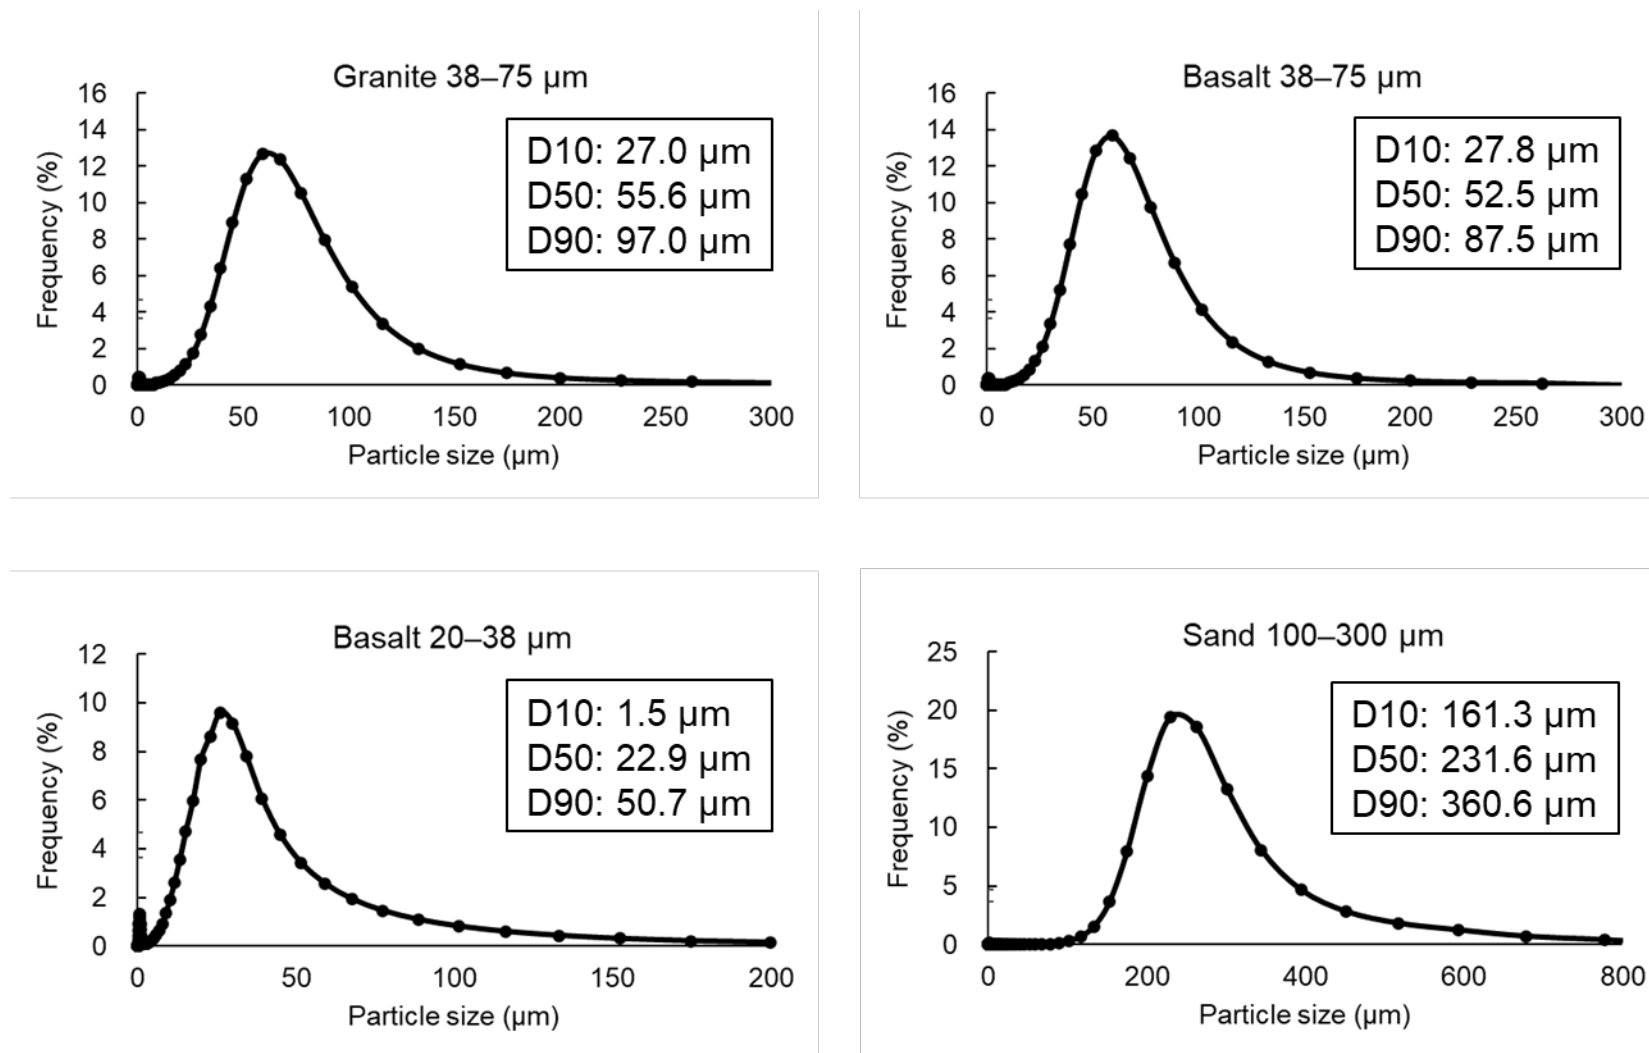 Granite 38–75 µm
16
14
12
10
8
6
4
2
0
Frequency (%)
D10: 27.0 µm
D50: 55.6 µm
D90: 97.0 µm
0 50 100 150 200 250 300
Particle size (µm)
Basalt 38–75 µm
16
14
12
10
8
6
4
2
0
Frequency (%)
D10: 27.8 µm
D50: 52.5 µm
D90: 87.5 µm
0 50 100 150 200 250 300
Particle size (µm)
Basalt 20–38 µm
12
10
8
6
4
2
0
Frequency (%)
D10: 1.5 µm
D50: 22.9 µm
D90: 50.7 µm
0 50 100 150 200
Particle size (µm)
Sand 100–300 µm
25
20
15
10
5
0
Frequency (%)
D10: 161.3 µm
D50: 231.6 µm
D90: 360.6 µm
0 200 400 600 800
Particle size (µm)